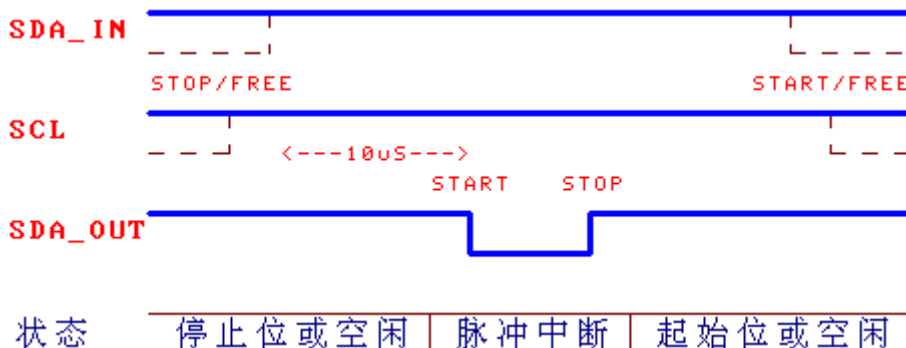 SDA_IN
STOP/FREE START/FREE
SCL
<---10uS--->
START STOP
SDA_OUT
状态 停止位或空闲 脉冲中断 起始位或空闲